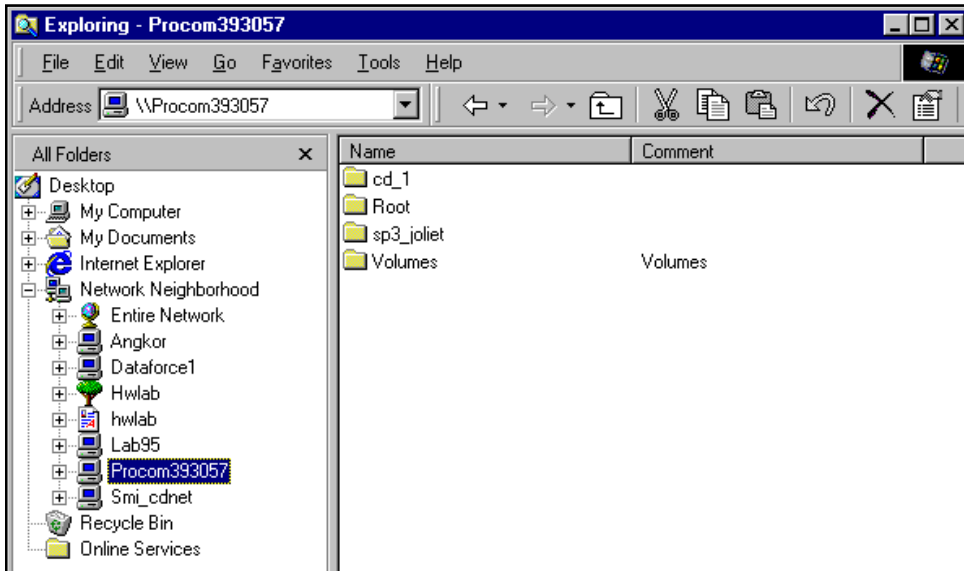 Exploring - Procom393057
File Edit View Go Favorites Tools Help
Address \\Procom393057
All Folders x
Name Comment
Desktop
My Computer
My Documents
Internet Explorer
Network Neighborhood
Entire Network
Angkor
Dataforce1
Hwlab
hwlab
Lab95
Procom393057
Smi_cdnet
Recycle Bin
Online Services
cd_1
Root
sp3_joliet
Volumes Volumes